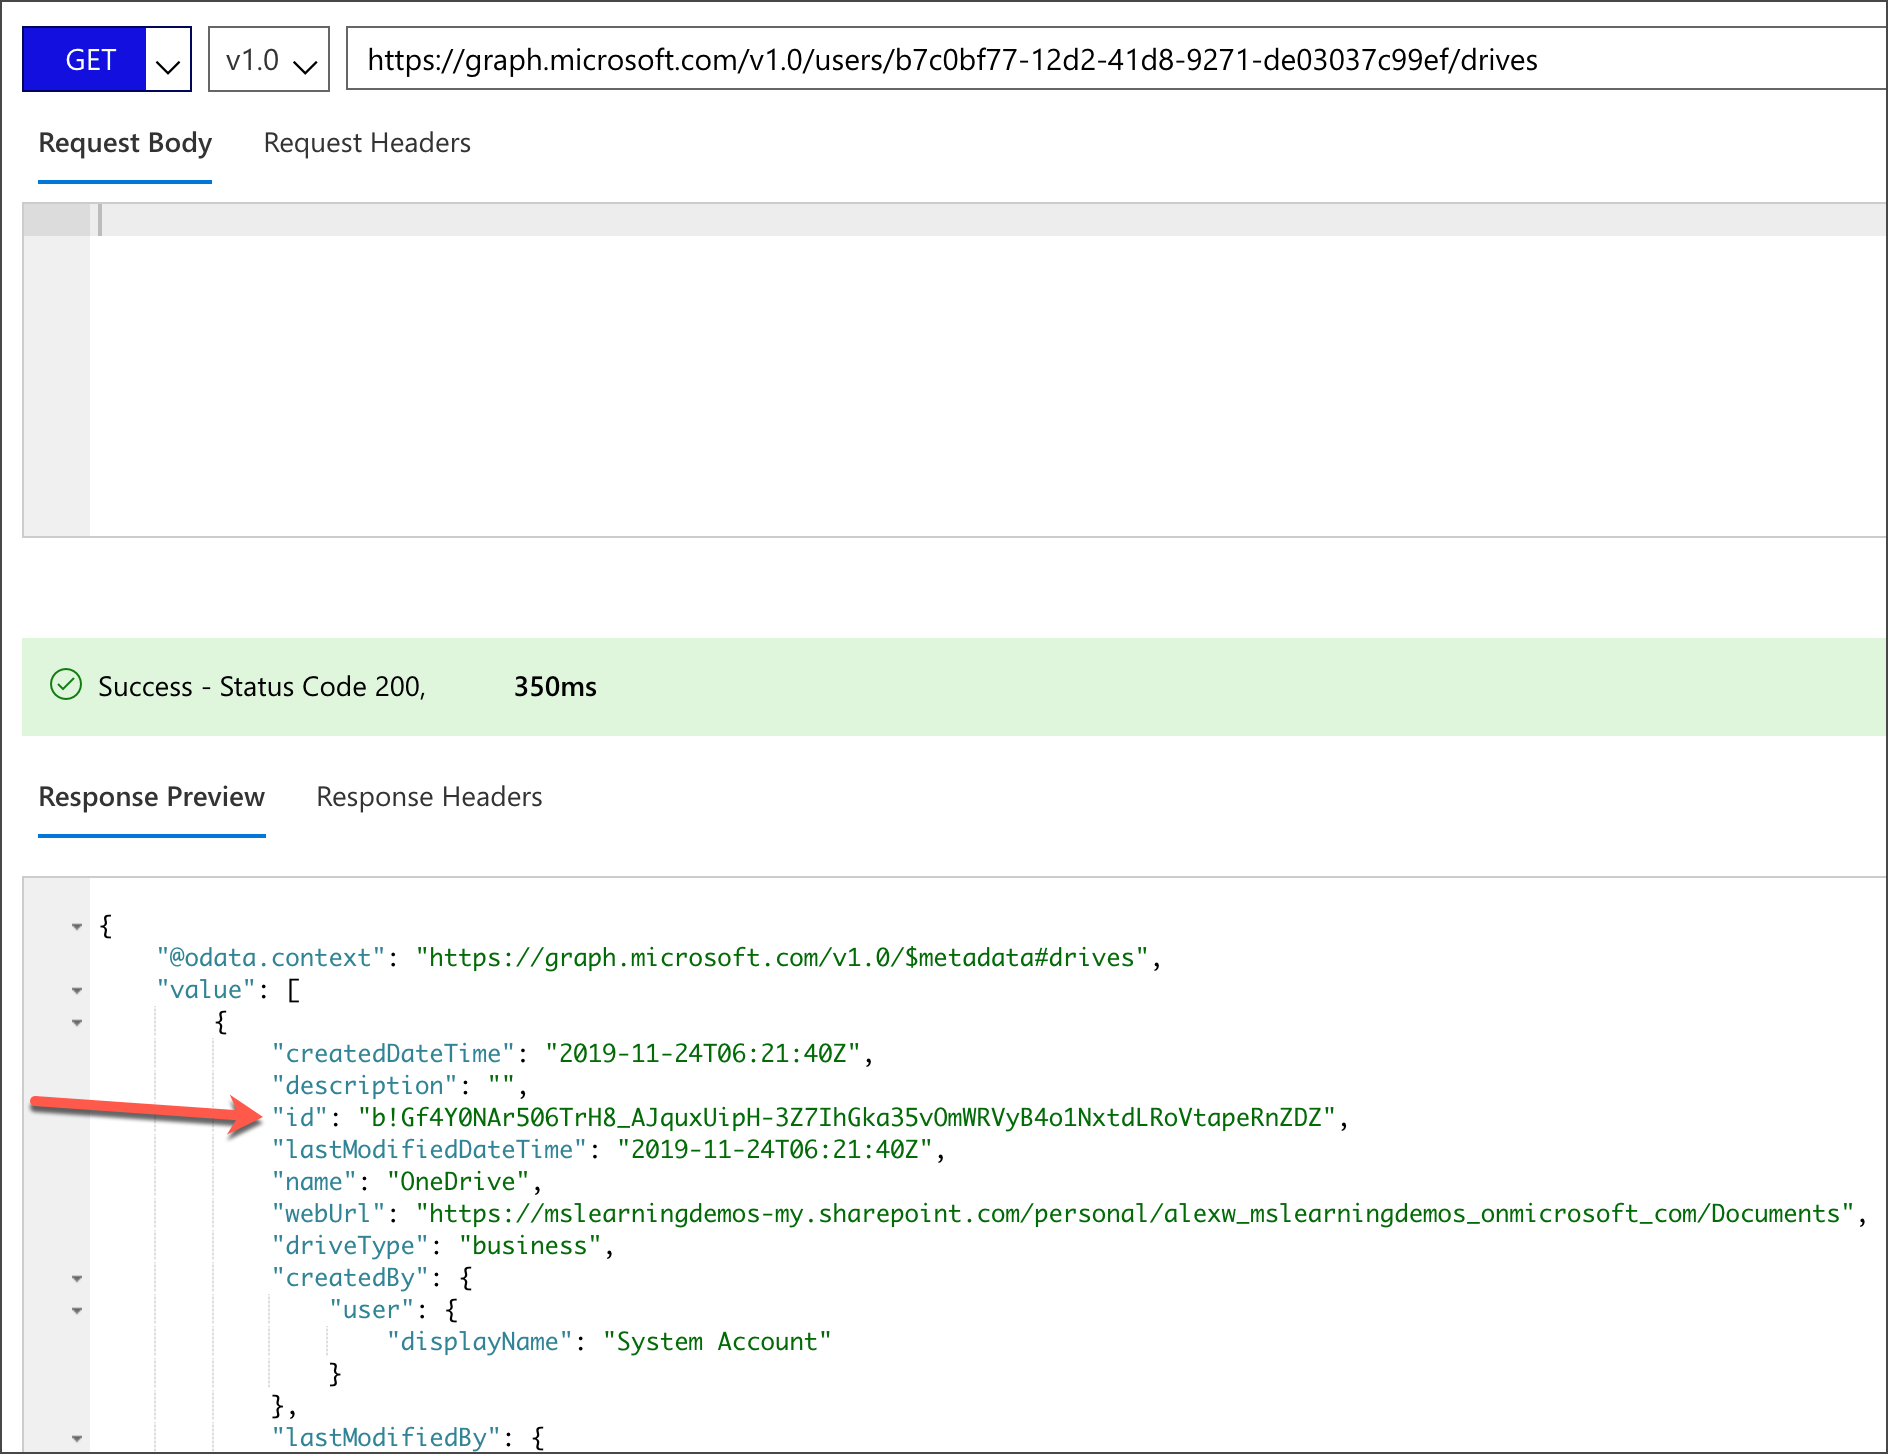 GET v1.0 https://graph.microsoft.com/v1.0/users/b7c0bf77-12d2-41d8-9271-de03037c99ef/drives
Request Body Request Headers
Success - Status Code 200, 350ms
Response Preview Response Headers
{
"@odata.context": "https://graph.microsoft.com/v1.0/$metadata#drives",
"value": [
{
"createdDateTime": "2019-11-24T06:21:40Z",
"description": "",
"id": "b!Gf4Y0NAr506TrH8_AJquxUipH-3Z7IhGka35vOmWRVyB4o1NxtdLRoVtapeRnZDZ",
"lastModifiedDateTime": "2019-11-24T06:21:40Z",
"name": "OneDrive",
"webUrl": "https://mslearningdemos-my.sharepoint.com/personal/alexw_mslearningdemos_onmicrosoft_com/Documents",
"driveType": "business",
"createdBy": {
"user": {
"displayName": "System Account"
}
},
"lastModifiedBy": {